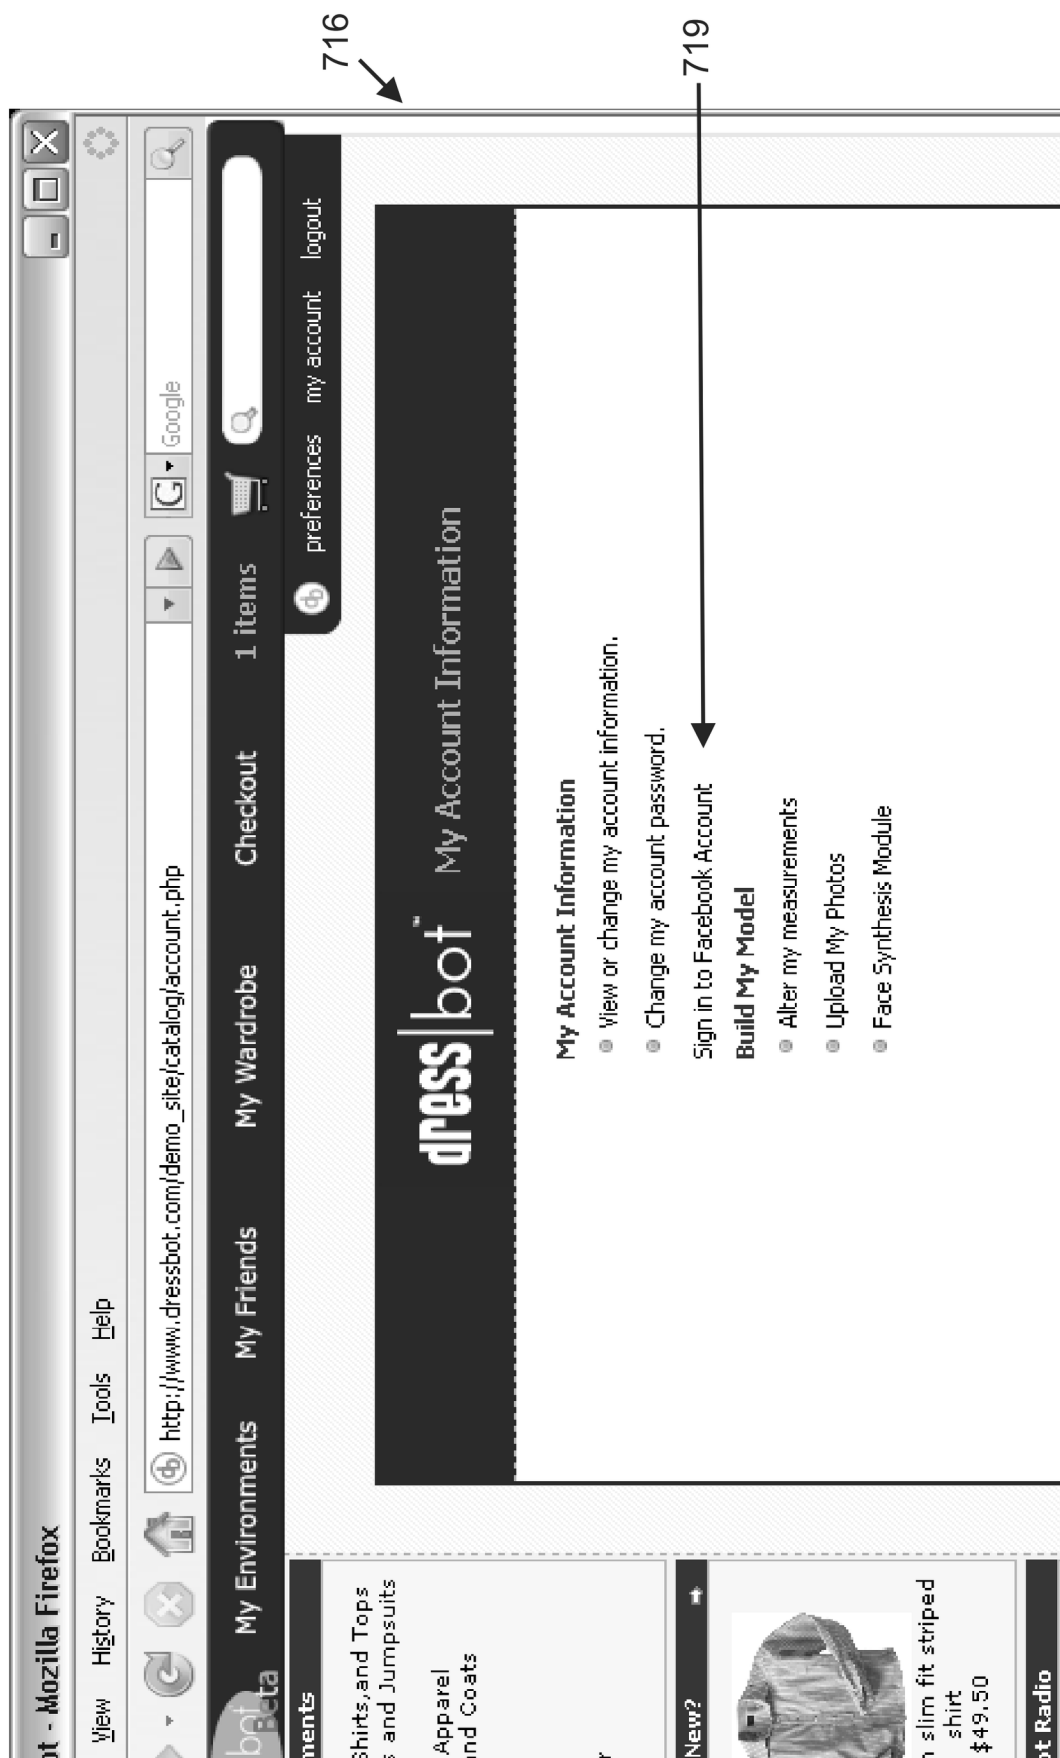 716
719
ot - Mozilla Firefox
View History Bookmarks Tools Help
http://www.dressbot.com/demo_site/catalog/account.php
Google
bot
Beta
My Environments My Friends My Wardrobe Checkout 1 items
preferences my account logout
dress|bot™ My Account Information
My Account Information
View or change my account information.
Change my account password.
Sign in to Facebook Account
Build My Model
Alter my measurements
Upload My Photos
Face Synthesis Module
ments
Shirts,and Tops
s and Jumpsuits
Apparel
and Coats
r
New?
n slim fit striped
shirt
$49.50
t Radio